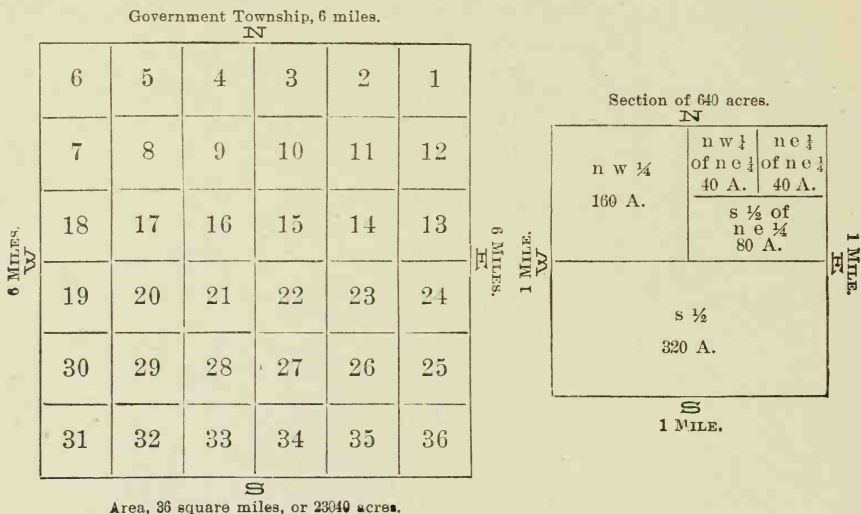 Government Township, 6 miles.
N
6 5 4 3 2 1
7 8 9 10 11 12
18 17 16 15 14 13
19 20 21 22 23 24
30 29 28 27 26 25
31 32 33 34 35 36
6 MILES.
W
6 MILES.
E
S
Area, 36 square miles, or 23040 acres.
Section of 640 acres.
N
n w ¼
160 A.
n w ¼
of n e ¼
40 A.
n e ¼
of n e ¼
40 A.
s ½ of
n e ¼
80 A.
s ½
320 A.
1 MILE.
W
1 MILE.
E
S
1 MILE.